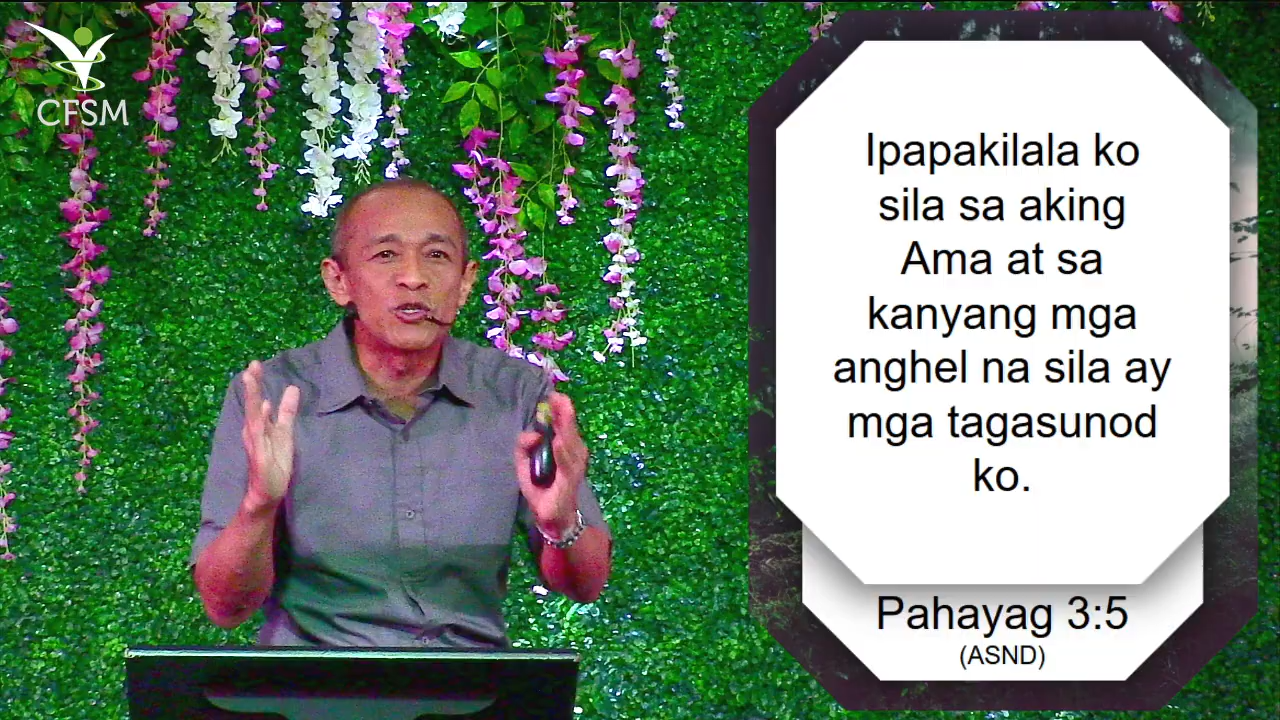 CFSM
Ipapakilala ko
sila sa aking
Ama at sa
kanyang mga
anghel na sila ay
mga tagasunod
ko.
Pahayag 3:5
(ASND)